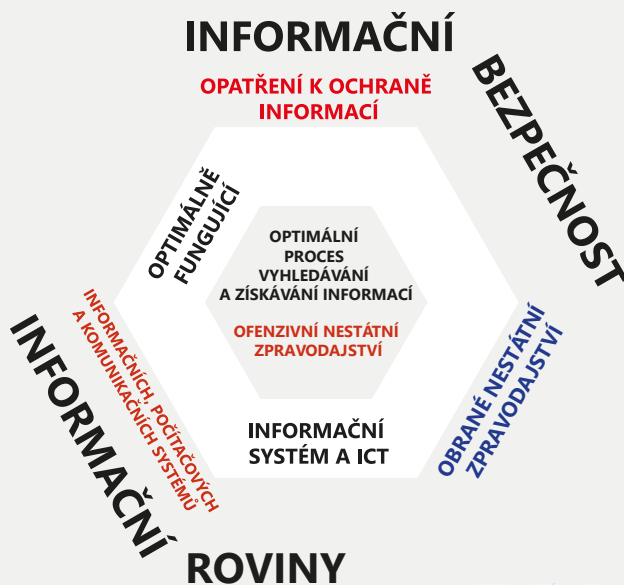 INFORMAČNÍ
BEZPEČNOST
OPATŘENÍ K OCHRANĚ
INFORMACÍ
OPTIMÁLNĚ
FUNGUJÍCÍ
OPTIMÁLNÍ
PROCES
VYHLEDÁVÁNÍ
A ZÍSKÁVÁNÍ INFORMACÍ
OFENZIVNÍ NESTÁTNÍ
ZPRAVODAJSTVÍ
INFORMAČNÍCH, POČÍTAČOVÝCH
A KOMUNIKAČNÍCH SYSTÉMŮ
OBRANÉ NESTÁTNÍ
ZPRAVODAJSTVÍ
INFORMAČNÍ
SYSTÉM A ICT
INFORMAČNÍ
ROVINY